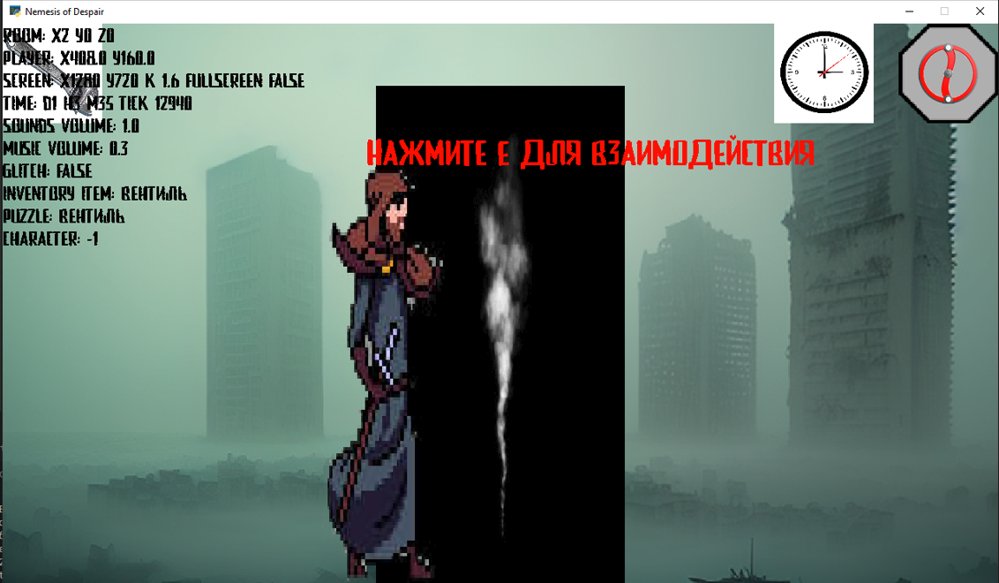 Nemesis of Despair
ROOM: X2 Y0 Z0
PLAYER: X408.0 Y160.0
SCREEN: X1280 Y720 K 1.6 FULLSCREEN FALSE
TIME: D1 H3 M35 TICK 12940
SOUNDS VOLUME: 1.0
MUSIC VOLUME: 0.3
GLITCH: FALSE
INVENTORY ITEM: ВЕНТИЛЬ
PUZZLE: ВЕНТИЛЬ
CHARACTER: -1
НАЖМИТЕ E ДЛЯ ВЗАИМОДЕЙСТВИЯ